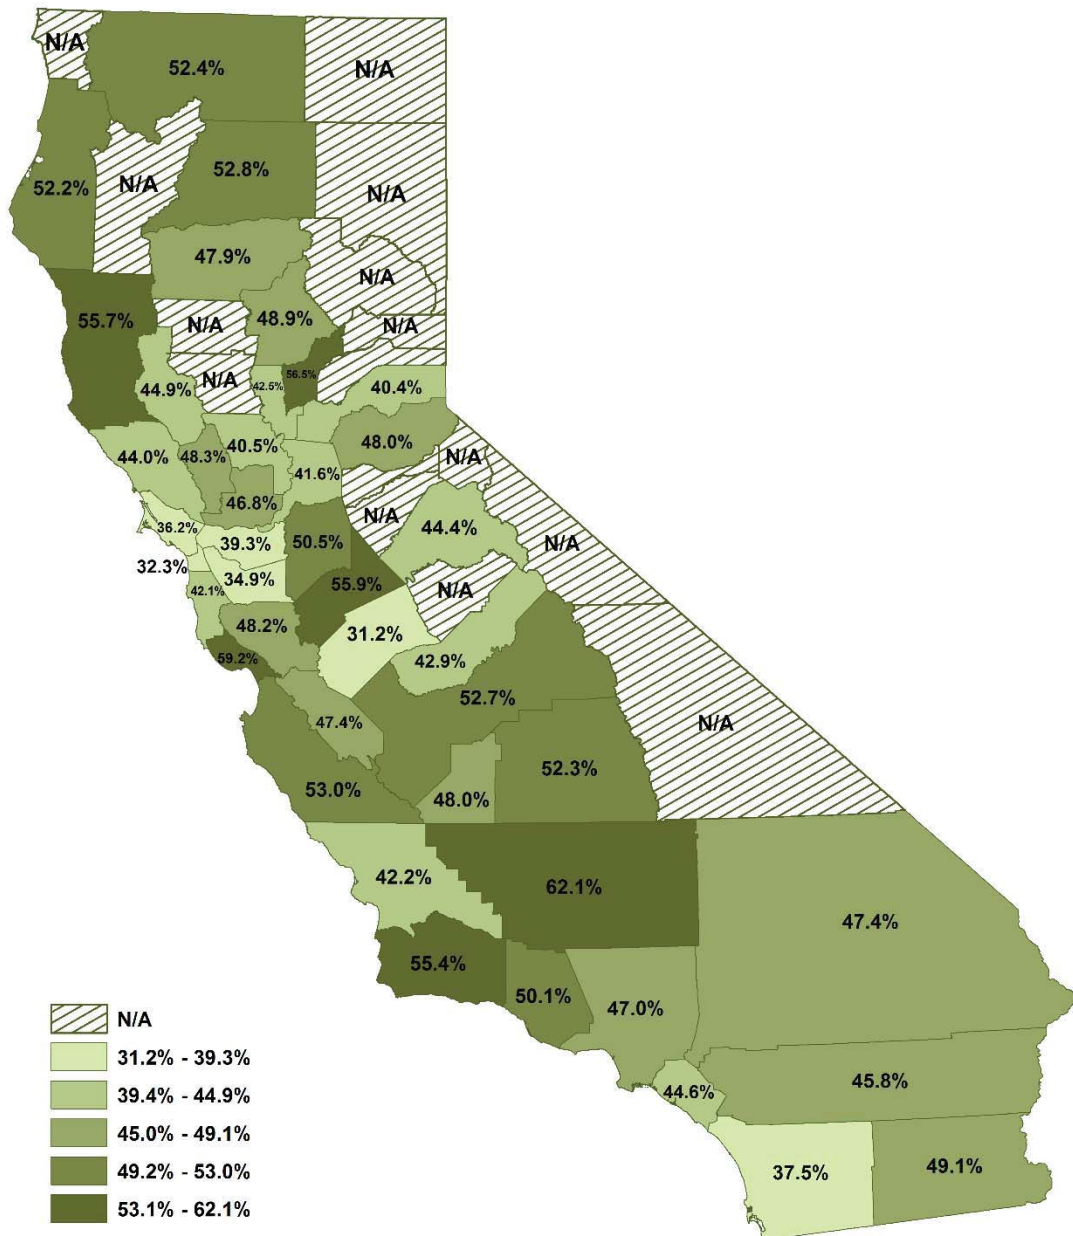 N/A
52.4%
N/A
52.2%
N/A
52.8%
N/A
47.9%
N/A
55.7%
N/A
48.9%
N/A
56.5%
44.9%
N/A
42.5%
40.4%
44.0%
48.3%
40.5%
48.0%
N/A
41.6%
46.8%
36.2%
N/A
44.4%
N/A
39.3%
50.5%
32.3%
34.9%
55.9%
N/A
42.1%
48.2%
31.2%
59.2%
42.9%
52.7%
47.4%
N/A
53.0%
48.0%
52.3%
42.2%
62.1%
47.4%
55.4%
50.1%
47.0%
45.8%
44.6%
37.5%
49.1%
N/A
31.2% - 39.3%
39.4% - 44.9%
45.0% - 49.1%
49.2% - 53.0%
53.1% - 62.1%